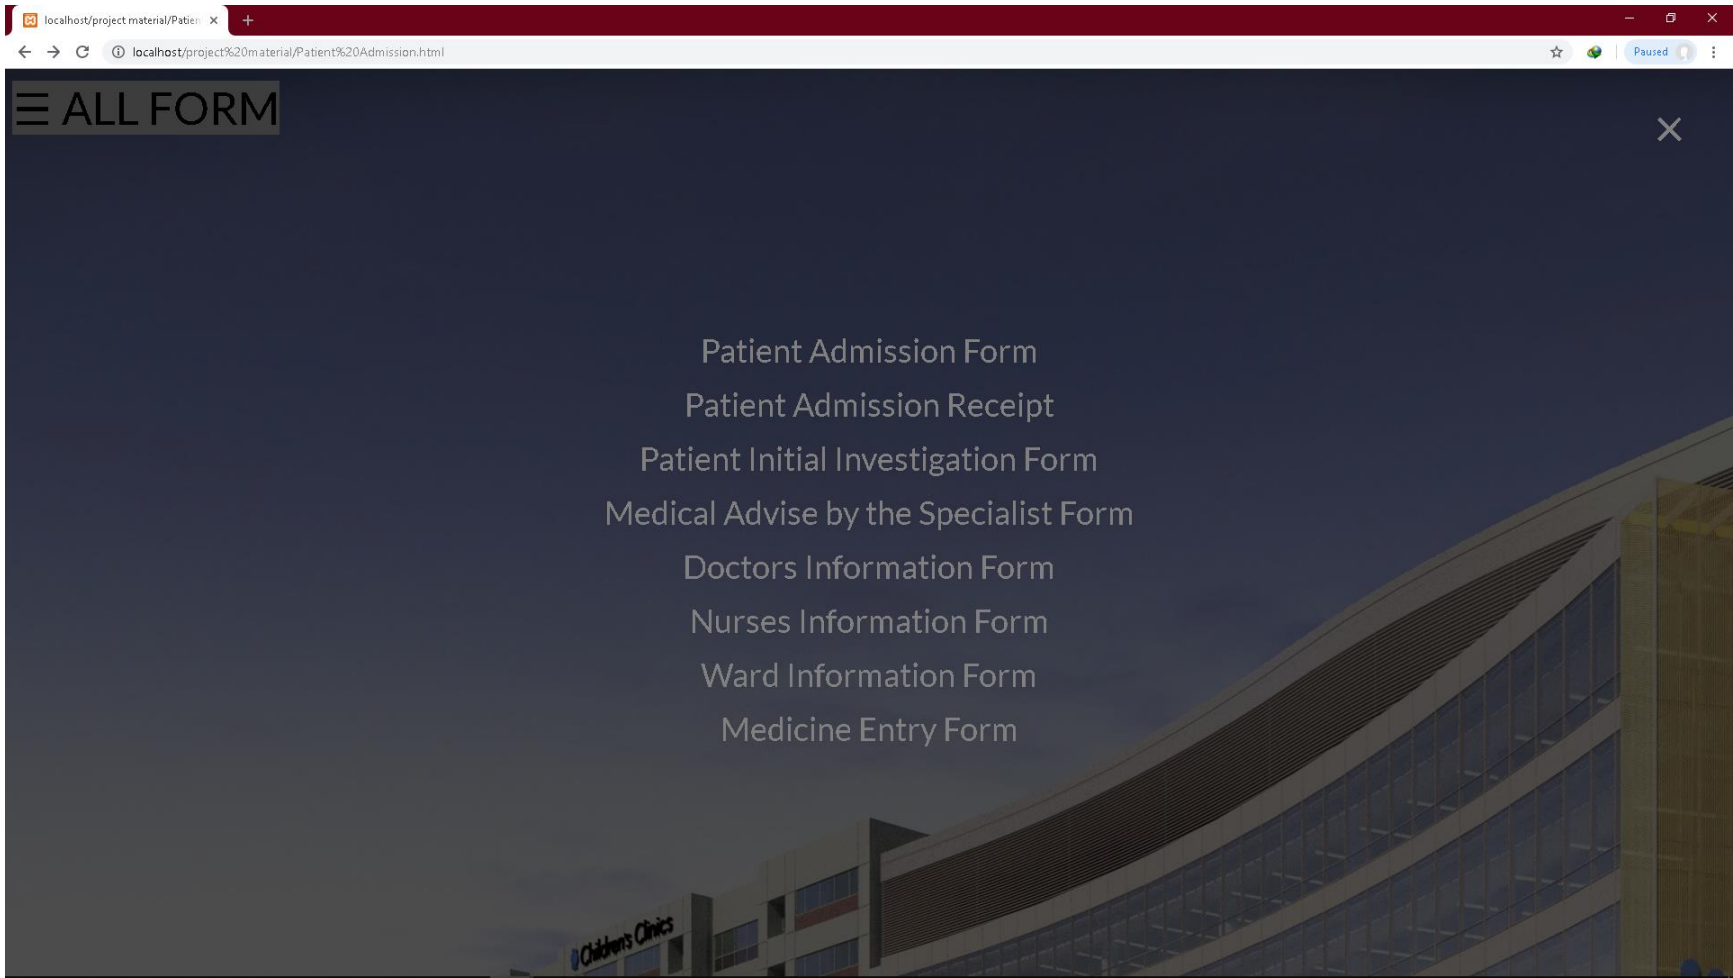 localhost/project material/Patien
localhost/project%20material/Patient%20Admission.html
Paused
☰ ALL FORM
Patient Admission Form
Patient Admission Receipt
Patient Initial Investigation Form
Medical Advise by the Specialist Form
Doctors Information Form
Nurses Information Form
Ward Information Form
Medicine Entry Form
Children's Clinics